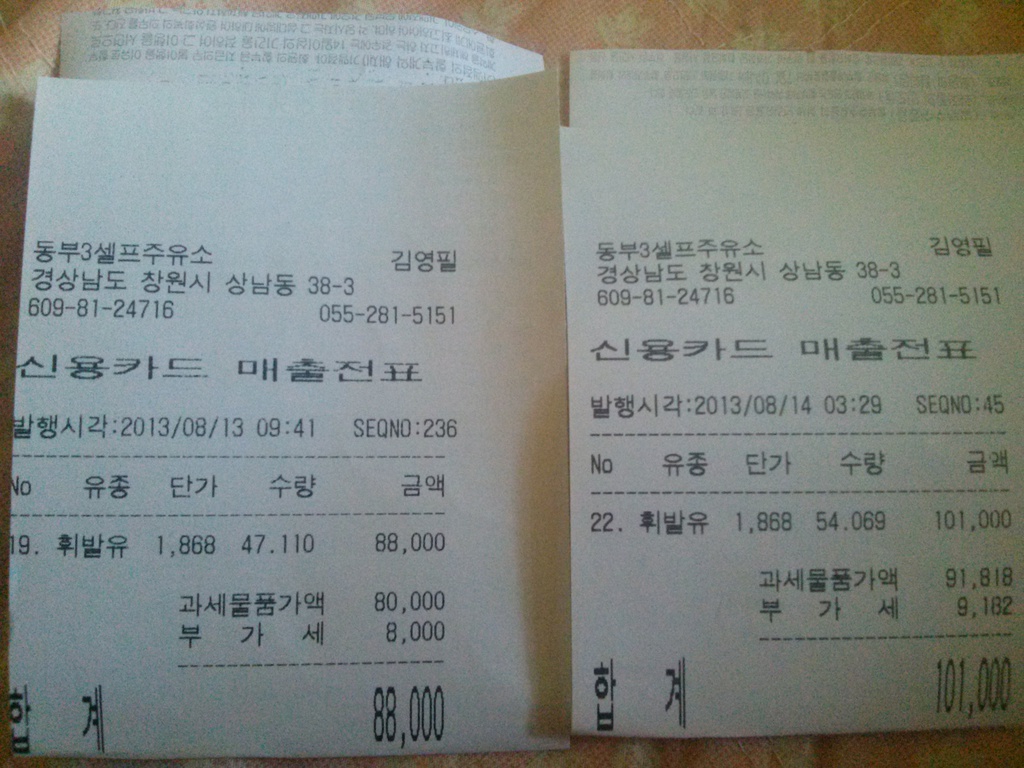 동부3셀프주유소 김영필
경상남도 창원시 상남동 38-3
609-81-24716 055-281-5151
신용카드 매출전표
발행시각:2013/08/13 09:41 SEQNO:236
No 유종 단가 수량 금액
19. 휘발유 1,868 47.110 88,000
과세물품가액 80,000
부 가 세 8,000
합 계 88,000
동부3셀프주유소 김영필
경상남도 창원시 상남동 38-3
609-81-24716 055-281-5151
신용카드 매출전표
발행시각:2013/08/14 03:29 SEQNO:45
No 유종 단가 수량 금액
22. 휘발유 1,868 54.069 101,000
과세물품가액 91,818
부 가 세 9,182
합 계 101,000